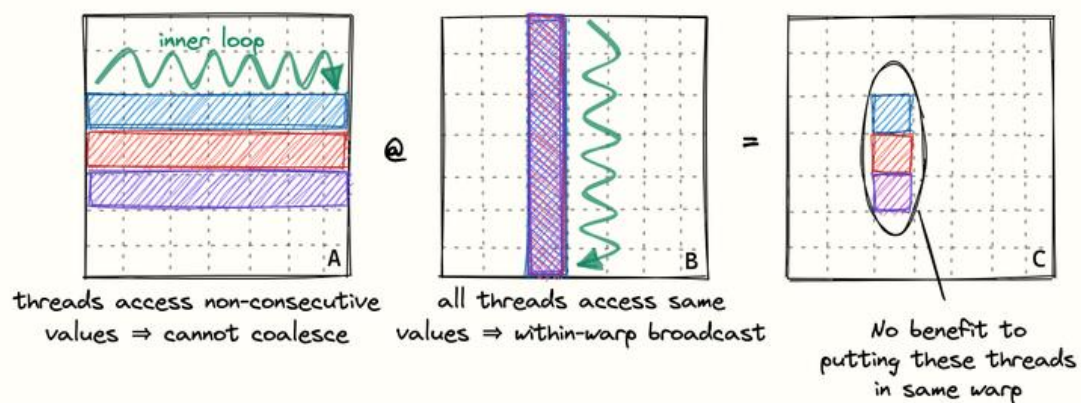 inner loop
A
@
B
=
C
threads access non-consecutive
values ⇒ cannot coalesce
all threads access same
values ⇒ within-warp broadcast
No benefit to
putting these threads
in same warp